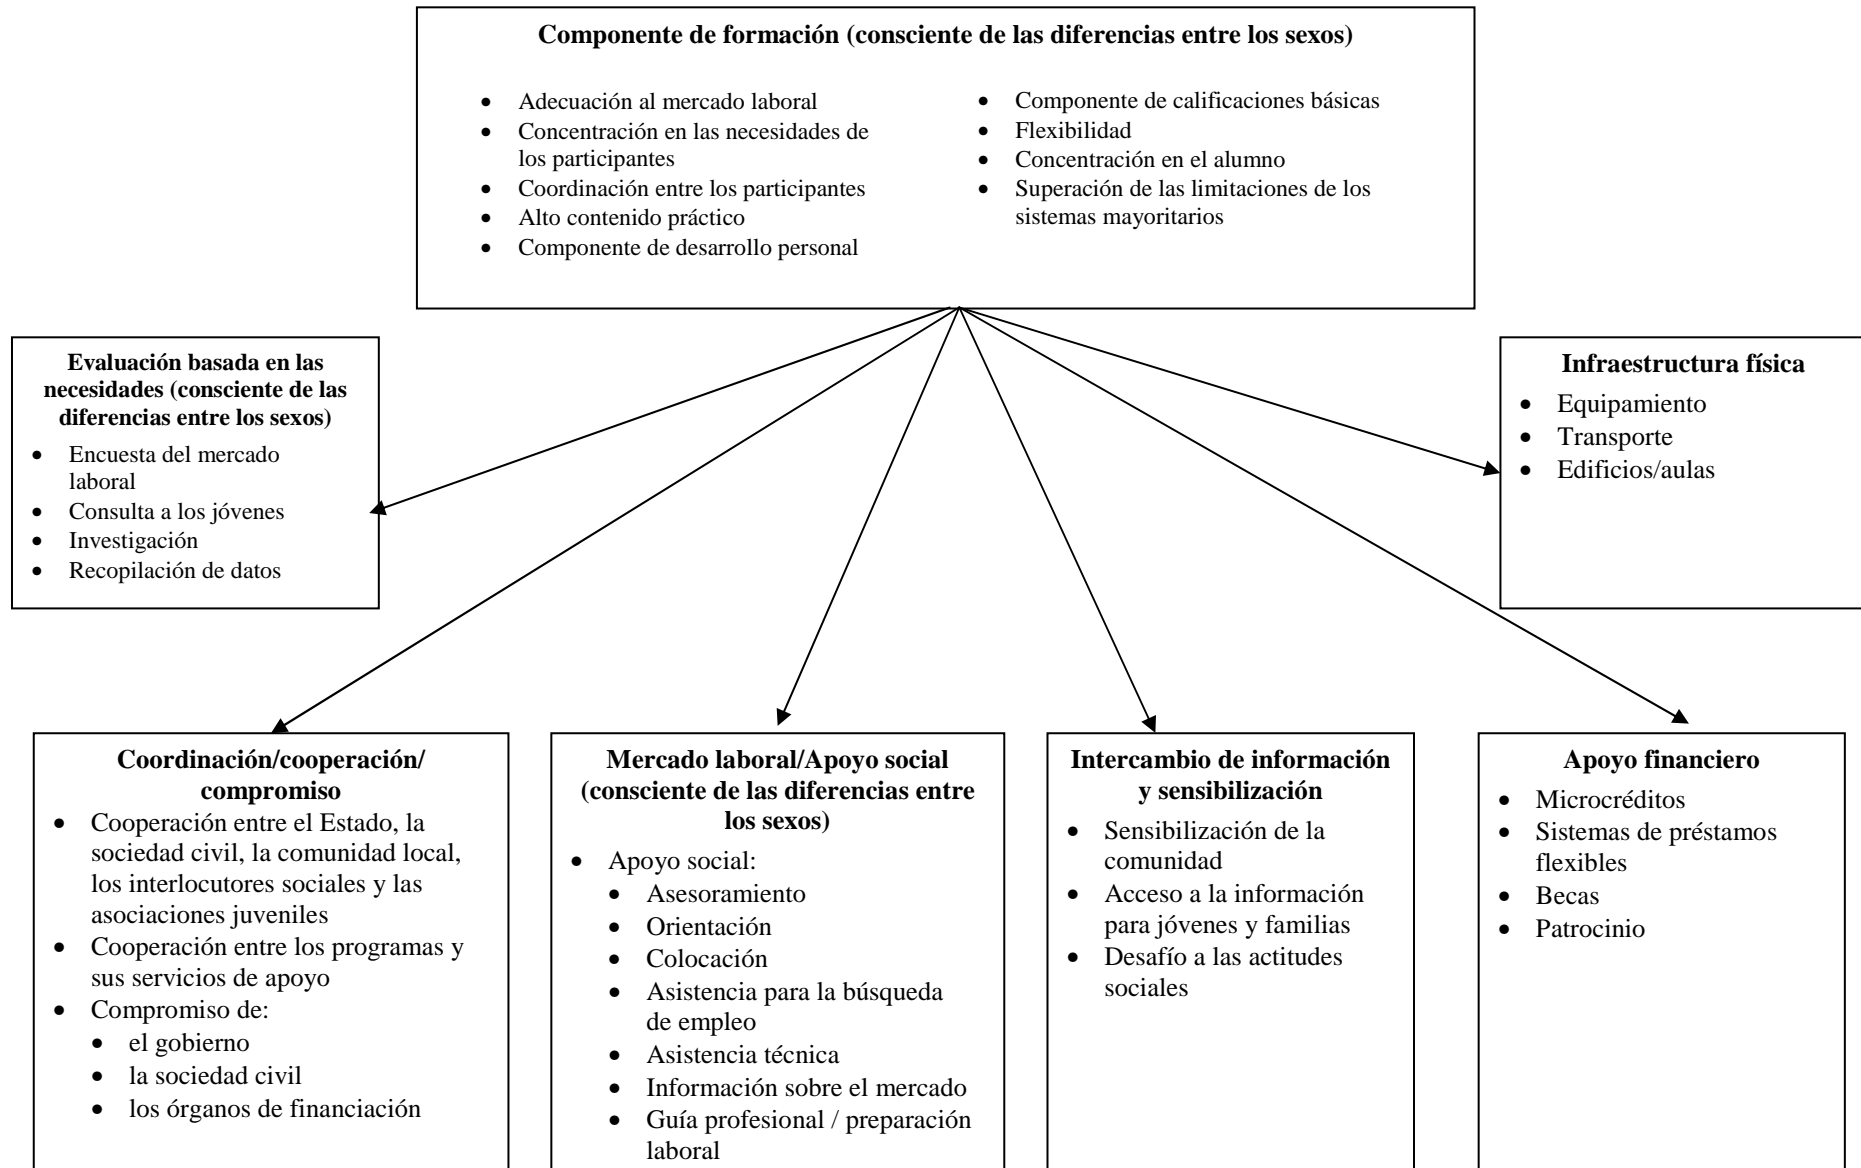 Componente de formación (consciente de las diferencias entre los sexos)
• Adecuación al mercado laboral
• Concentración en las necesidades de
los participantes
• Coordinación entre los participantes
• Alto contenido práctico
• Componente de desarrollo personal
• Componente de calificaciones básicas
• Flexibilidad
• Concentración en el alumno
• Superación de las limitaciones de los
sistemas mayoritarios
Evaluación basada en las
necesidades (consciente de las
diferencias entre los sexos)
• Encuesta del mercado
laboral
• Consulta a los jóvenes
• Investigación
• Recopilación de datos
Infraestructura física
• Equipamiento
• Transporte
• Edificios/aulas
Coordinación/cooperación/
compromiso
• Cooperación entre el Estado, la
sociedad civil, la comunidad local,
los interlocutores sociales y las
asociaciones juveniles
• Cooperación entre los programas y
sus servicios de apoyo
• Compromiso de:
• el gobierno
• la sociedad civil
• los órganos de financiación
Mercado laboral/Apoyo social
(consciente de las diferencias entre
los sexos)
• Apoyo social:
• Asesoramiento
• Orientación
• Colocación
• Asistencia para la búsqueda
de empleo
• Asistencia técnica
• Información sobre el mercado
• Guía profesional / preparación
laboral
Intercambio de información
y sensibilización
• Sensibilización de la
comunidad
• Acceso a la información
para jóvenes y familias
• Desafío a las actitudes
sociales
Apoyo financiero
• Microcréditos
• Sistemas de préstamos
flexibles
• Becas
• Patrocinio